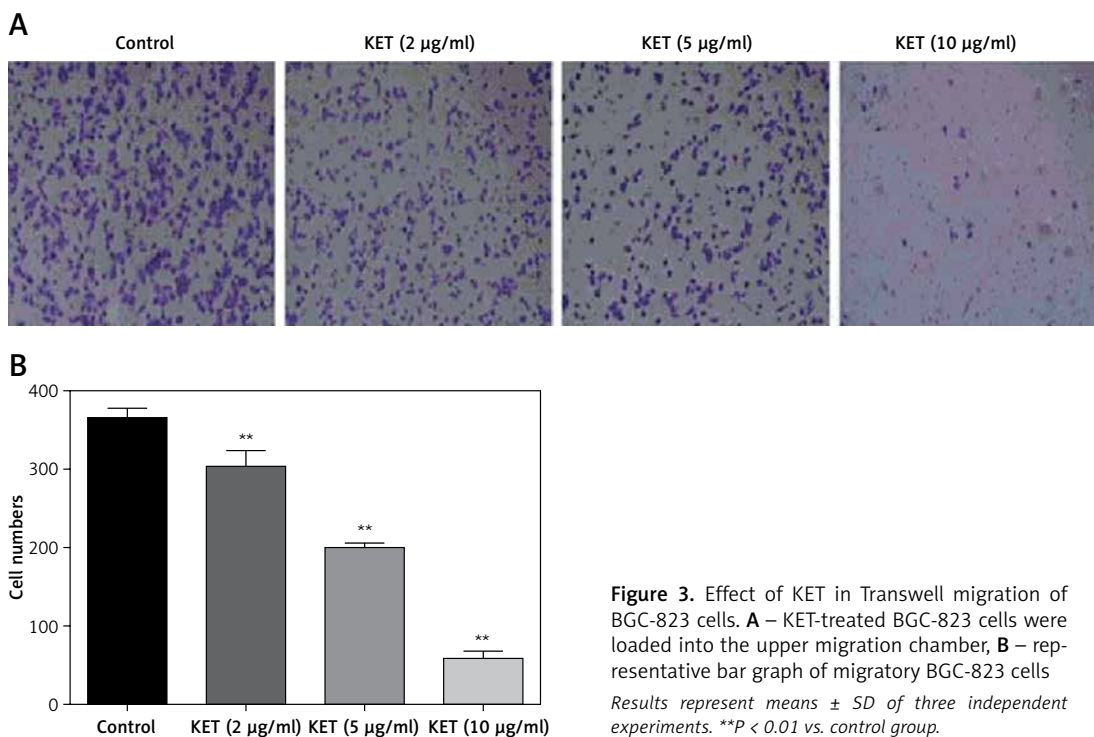 A
Control KET (2 μg/ml) KET (5 μg/ml) KET (10 μg/ml)
B
400
300
200
100
0
Cell numbers
**
**
**
Control KET (2 μg/ml) KET (5 μg/ml) KET (10 μg/ml)
Figure 3. Effect of KET in Transwell migration of
BGC-823 cells. A – KET-treated BGC-823 cells were
loaded into the upper migration chamber, B – rep-
resentative bar graph of migratory BGC-823 cells
Results represent means ± SD of three independent
experiments. **P < 0.01 vs. control group.